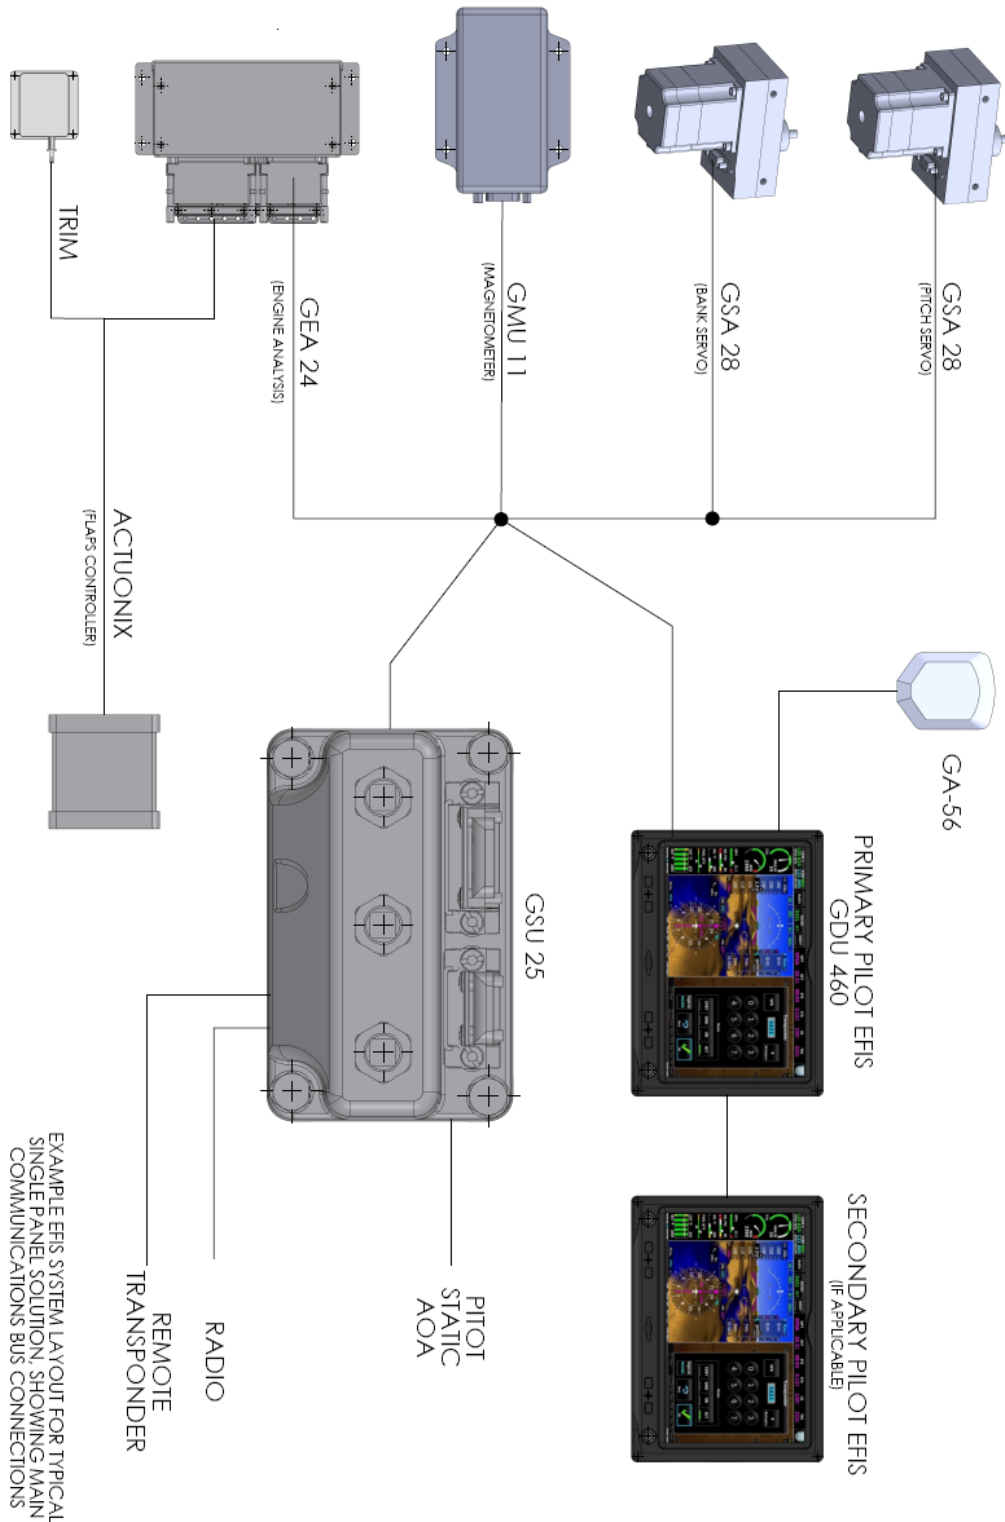 GSA 28
(PITCH SERVO)
GSA 28
(BANK SERVO)
GMU 11
(MAGNETOMETER)
GEA 24
(ENGINE ANALYSIS)
TRIM
ACTUONIX
(FLAPS CONTROLLER)
GA-56
PRIMARY PILOT EFIS
GDU 460
GSU 25
SECONDARY PILOT EFIS
(IF APPLICABLE)
PITOT
STATIC
AOA
RADIO
REMOTE
TRANSPONDER
EXAMPLE EFIS SYSTEM LAYOUT FOR TYPICAL
SINGLE PANEL SOLUTION, SHOWING MAIN
COMMUNICATIONS BUS CONNECTIONS